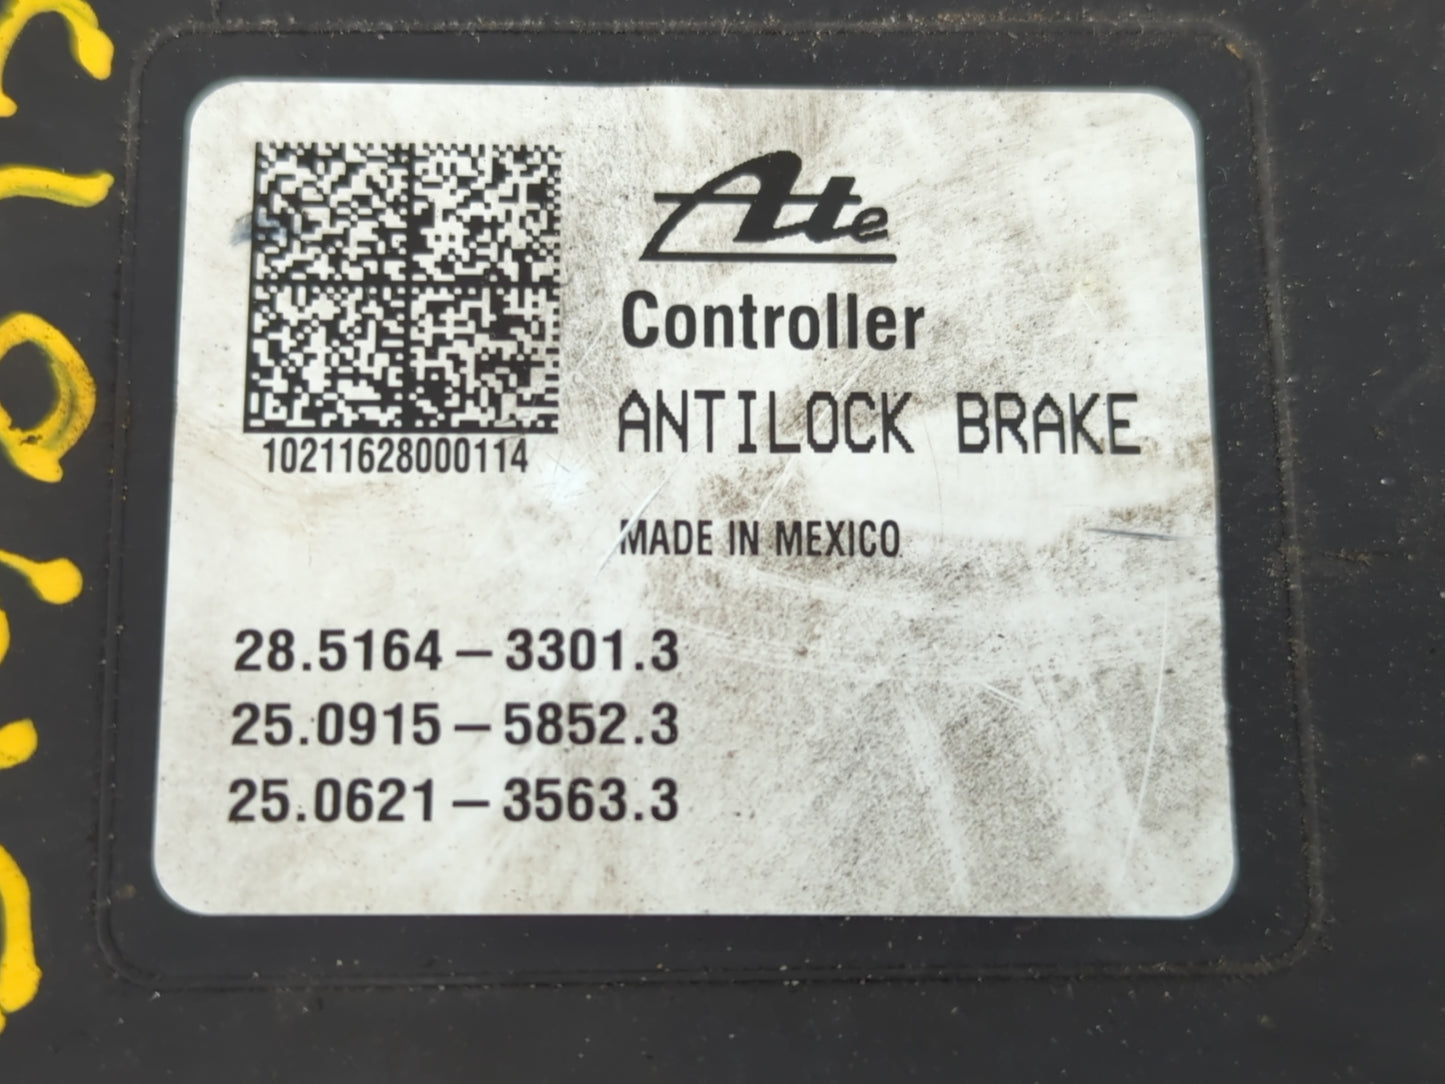 Ate
Controller
ANTILOCK BRAKE
10211628000114
MADE IN MEXICO
28.5164-3301.3
25.0915-5852.3
25.0621-3563.3